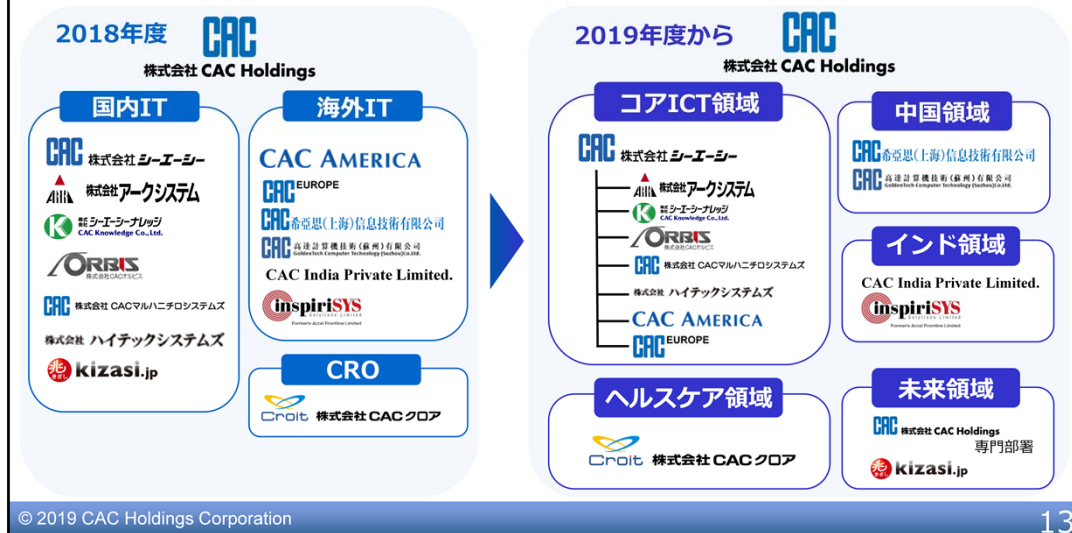 2018年度
CAC
株式会社 CAC Holdings
国内IT
CAC 株式会社シーエーシー
株式会社アークシステム
K 株式会社 シーエーシーナレッジ
CAC Knowledge Co.,Ltd.
ORBIS
株式会社CACオルビス
CAC 株式会社 CACマルハニチロシステムズ
株式会社 ハイテックシステムズ
兆 きざし kizasi.jp
海外IT
CAC AMERICA
CAC EUROPE
CAC 希亞思(上海)信息技術有限公司
CAC 高達計算機技術(蘇州)有限公司
GoldenTech Computer Technology (Suzhou)Co.Ltd.
CAC India Private Limited.
inspiriSYS
Solutions Limited
Formerly Accel Frontline Limited
CRO
Croit 株式会社 CACクロア
2019年度から
CAC
株式会社 CAC Holdings
コアICT領域
CAC 株式会社シーエーシー
株式会社アークシステム
K 株式会社 シーエーシーナレッジ
CAC Knowledge Co.,Ltd.
ORBIS
株式会社CACオルビス
CAC 株式会社 CACマルハニチロシステムズ
株式会社 ハイテックシステムズ
CAC AMERICA
CAC EUROPE
ヘルスケア領域
Croit 株式会社 CACクロア
中国領域
CAC 希亞思(上海)信息技術有限公司
CAC 高達計算機技術(蘇州)有限公司
GoldenTech Computer Technology (Suzhou)Co.Ltd.
インド領域
CAC India Private Limited.
inspiriSYS
Solutions Limited
Formerly Accel Frontline Limited
未来領域
CAC 株式会社 CAC Holdings
専門部署
兆 きざし kizasi.jp
© 2019 CAC Holdings Corporation
13